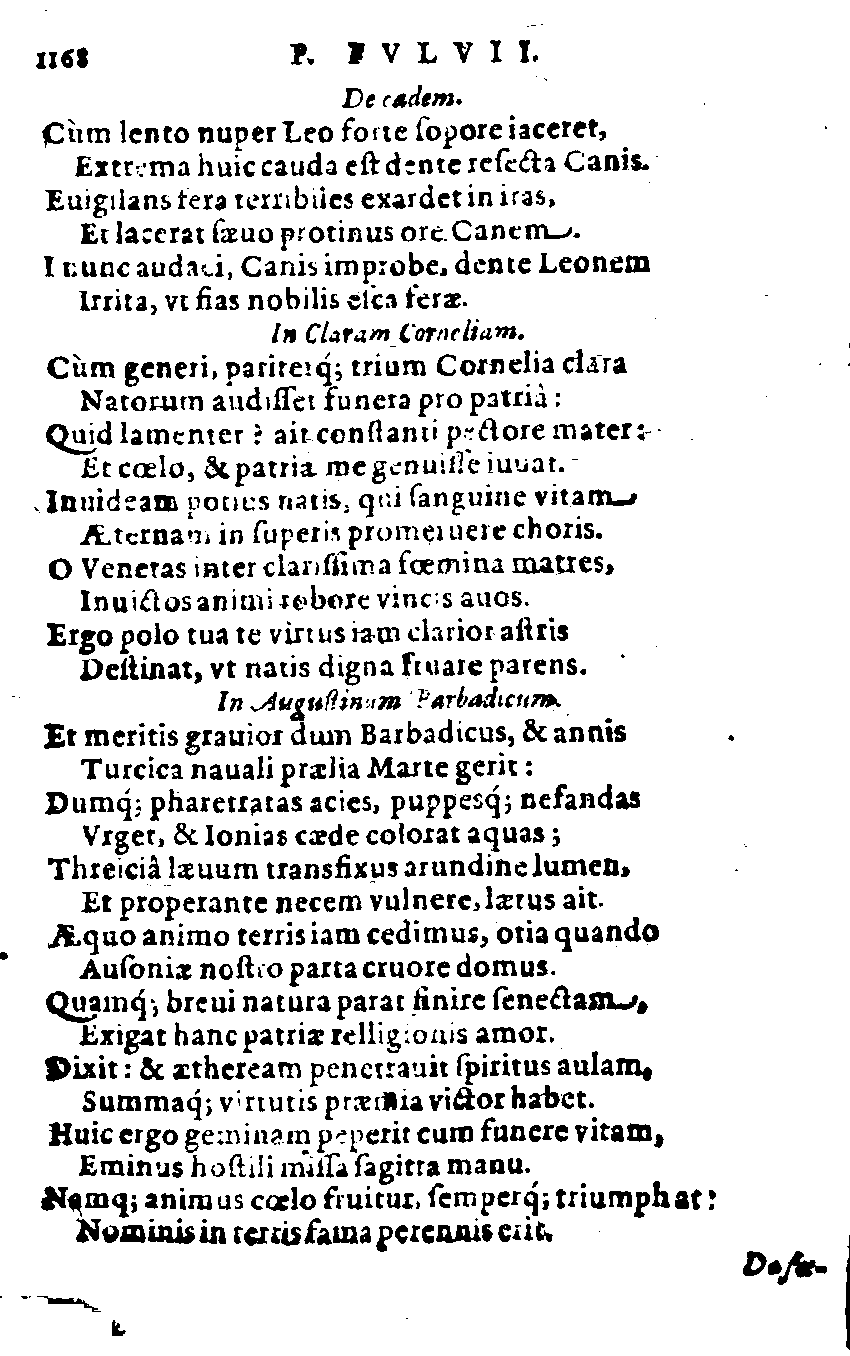 1168 P. FVLVII.
De eadem.
Cùm lento nuper Leo forte ſopore iaceret,
Extrema huic cauda eſt dente reſecta Canis.
Euigilans fera terribiles exardet in iras,
Et lacerat ſæuo protinus ore Canem.
I nunc audaci, Canis improbe, dente Leonem
Irrita, vt fias nobilis eſca feræ.
In Claram Corneliam.
Cùm generi, pariterq́; trium Cornelia clara
Natorum audiſſet funera pro patriâ:
Quid lamenter? ait conſtanti pectore mater:
Et cœlo, & patriæ me genuiſſe iuuat.
Inuideam potius natis, qui ſanguine vitam
Æternam in ſuperis promeruere choris.
O Venetas inter clariſſima fœmina matres,
Inuictos animi robore vincis auos.
Ergo polo tua te virtus iam clarior aſtris
Deſtinat, vt natis digna fruare parens.
In Auguſtinum Barbadicum.
Et meritis grauior dum Barbadicus, & annis
Turcica nauali prælia Marte gerit:
Dumq́; pharetratas acies, puppesq́; nefandas
Vrget, & Ionias cæde colorat aquas;
Threiciâ læuum transfixus arundine lumen,
Et properante necem vulnere, lætus ait.
Æquo animo terris iam cedimus, otia quando
Auſoniæ noſtro parta cruore domus.
Quamq́; breui natura parat finire ſenectam,
Exigat hanc patriæ relligionis amor.
Dixit: & ætheream penetrauit ſpiritus aulam,
Summaq́; virtutis præmia victor habet.
Huic ergo geminam peperit cum funere vitam,
Eminus hoſtili miſſa ſagitta manu.
Namq; animus cœlo fruitur, ſemperq́; triumphat:
Nominis in terris fama perennis erit.